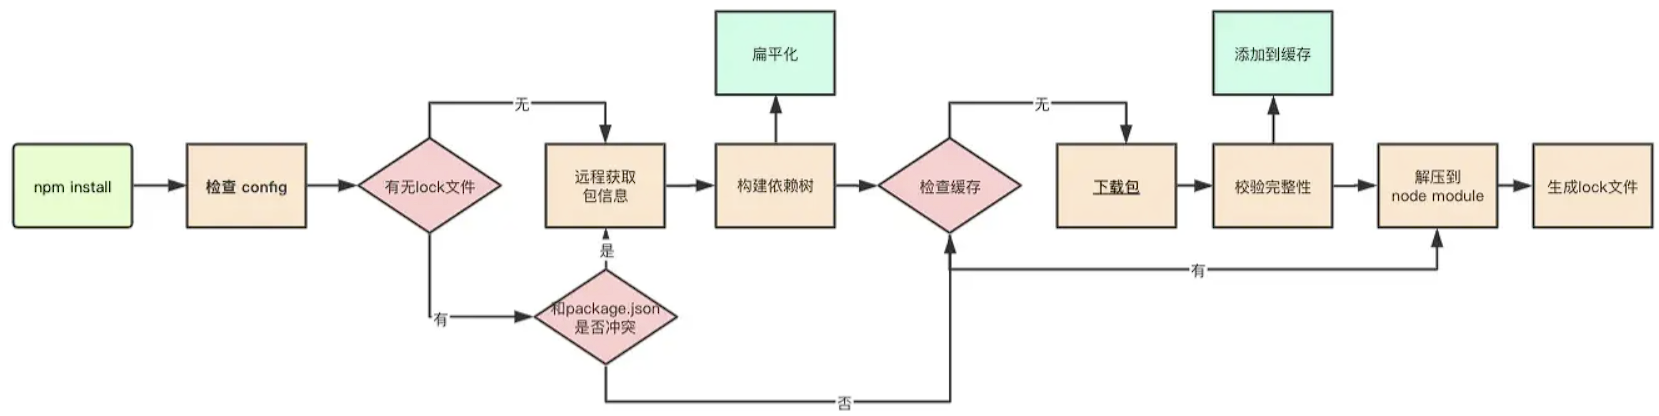 扁平化
添加到缓存
无
无
npm install
检查 config
有无lock文件
远程获取
包信息
构建依赖树
检查缓存
下载包
校验完整性
解压到
node module
生成lock文件
是
有
有
和package.json
是否冲突
否